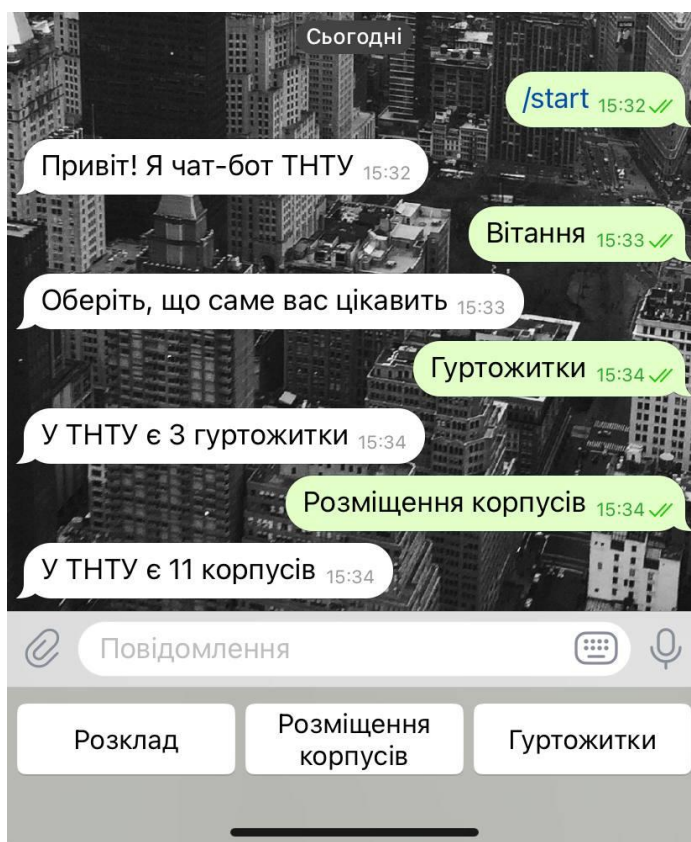 Сьогодні
/start 15:32
Привіт! Я чат-бот ТНТУ 15:32
Вітання 15:33
Оберіть, що саме вас цікавить 15:33
Гуртожитки 15:34
У ТНТУ є 3 гуртожитки 15:34
Розміщення корпусів 15:34
У ТНТУ є 11 корпусів 15:34
Повідомлення
Розклад
Розміщення
корпусів
Гуртожитки